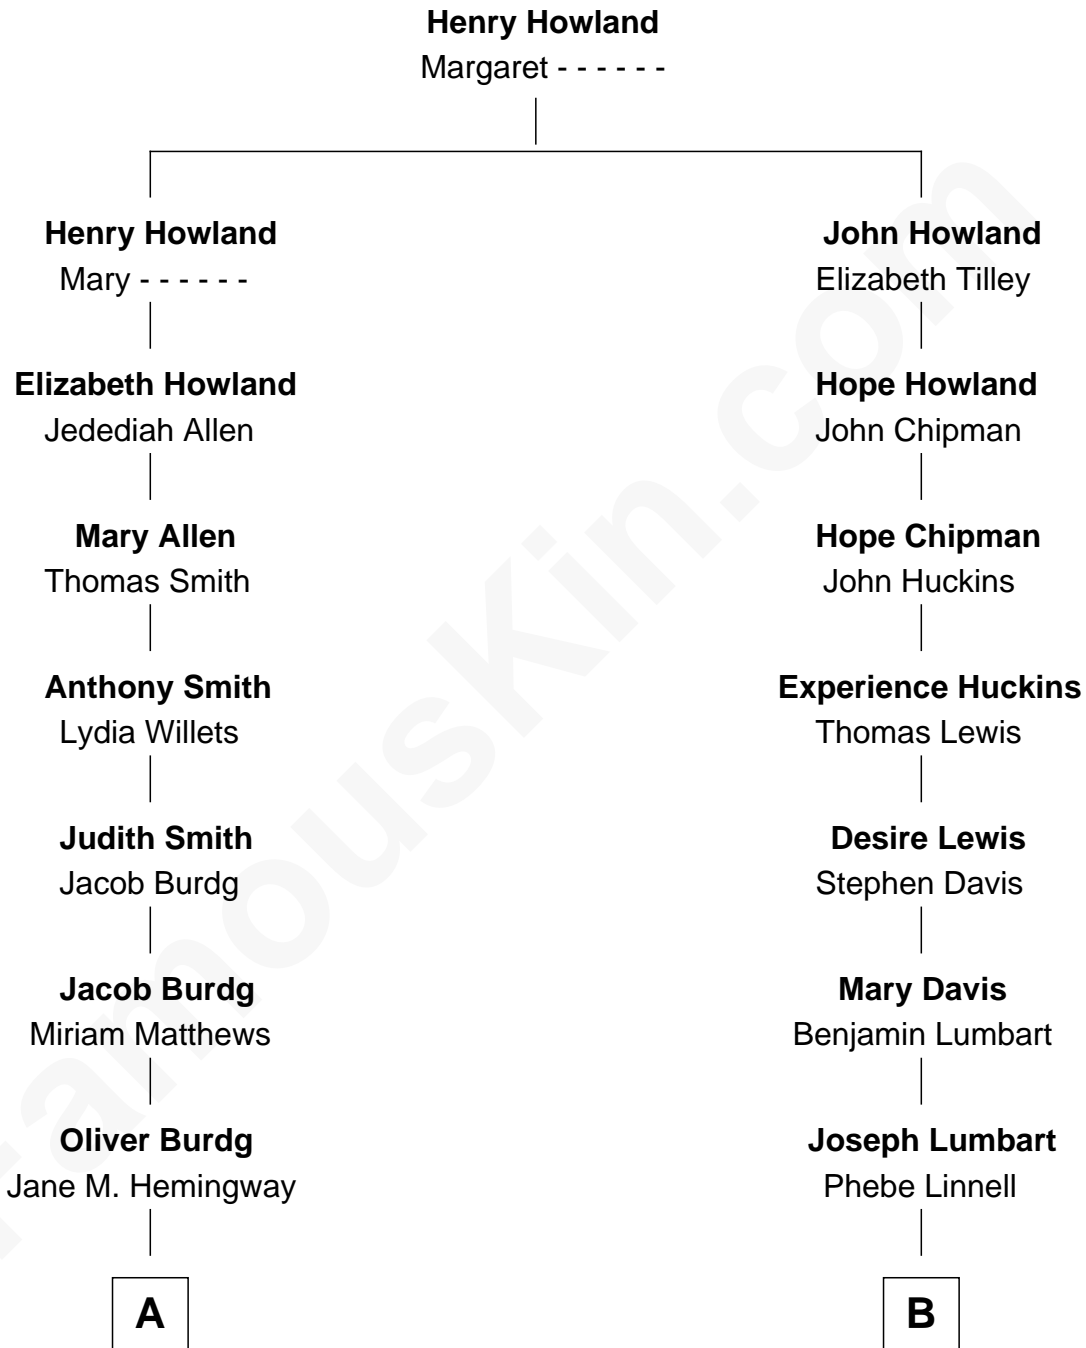 Henry Howland
Margaret - - - - - -
Henry Howland
Mary - - - - - -
John Howland
Elizabeth Tilley
Elizabeth Howland
Jedediah Allen
Hope Howland
John Chipman
Mary Allen
Thomas Smith
Hope Chipman
John Huckins
Anthony Smith
Lydia Willets
Experience Huckins
Thomas Lewis
Judith Smith
Jacob Burdg
Desire Lewis
Stephen Davis
Jacob Burdg
Miriam Matthews
Mary Davis
Benjamin Lumbart
Oliver Burdg
Jane M. Hemingway
Joseph Lumbart
Phebe Linnell
A
B
FamousKin.com